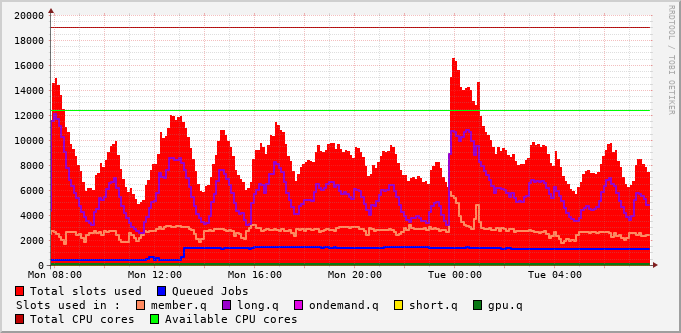 20000
18000
16000
14000
12000
10000
8000
6000
4000
2000
0
Mon 08:00 Mon 12:00 Mon 16:00 Mon 20:00 Tue 00:00 Tue 04:00
Total slots used Queued Jobs
Slots used in : member.q long.q ondemand.q short.q gpu.q
Total CPU cores Available CPU cores
RRDTOOL / TOBI OETIKER